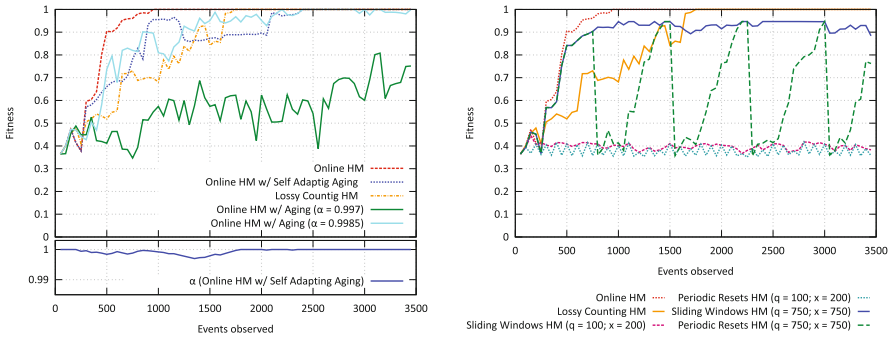 1
0.9
0.8
0.7
0.6
0.5
0.4
0.3
0.2
0.1
0
Fitness
Online HM
Online HM w/ Self Adaptig Aging
Lossy Countig HM
Online HM w/ Aging (α = 0.997)
Online HM w/ Aging (α = 0.9985)
1
0.99
α (Online HM w/ Self Adapting Aging)
0 500 1000 1500 2000 2500 3000 3500
Events observed
1
0.9
0.8
0.7
0.6
0.5
0.4
0.3
0.2
0.1
0
Fitness
0 500 1000 1500 2000 2500 3000 3500
Events observed
Online HM
Lossy Counting HM
Sliding Windows HM (q = 100; x = 200)
Periodic Resets HM (q = 100; x = 200)
Sliding Windows HM (q = 750; x = 750)
Periodic Resets HM (q = 750; x = 750)